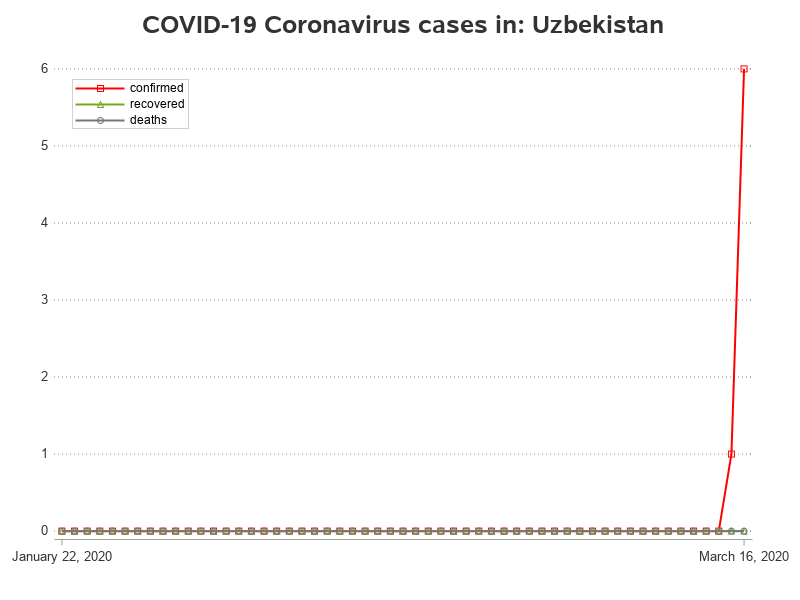 COVID-19 Coronavirus cases in: Uzbekistan
6
confirmed
recovered
deaths
5
4
3
2
1
0
January 22, 2020
March 16, 2020